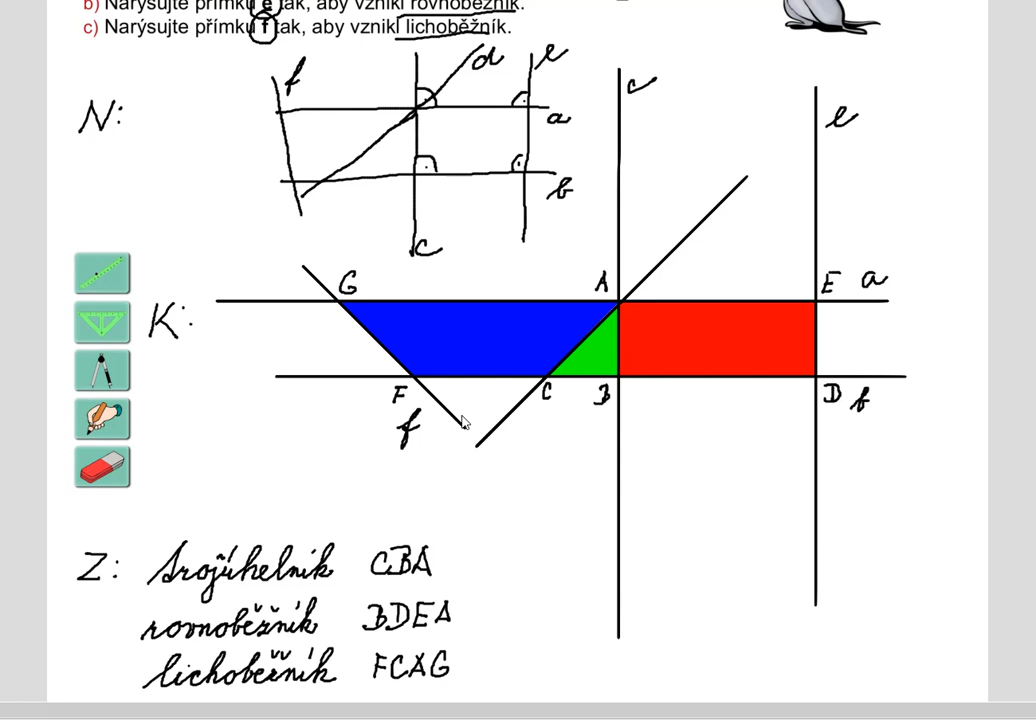 b) Narýsujte přímku e tak, aby vznikl rovnoběžník.
c) Narýsujte přímku f tak, aby vznikl lichoběžník.
f d e
N: c e
a
b
c
G A E a
K:
F C B D b
f
Z: trojúhelník CBA
rovnoběžník BDEA
lichoběžník FCAG